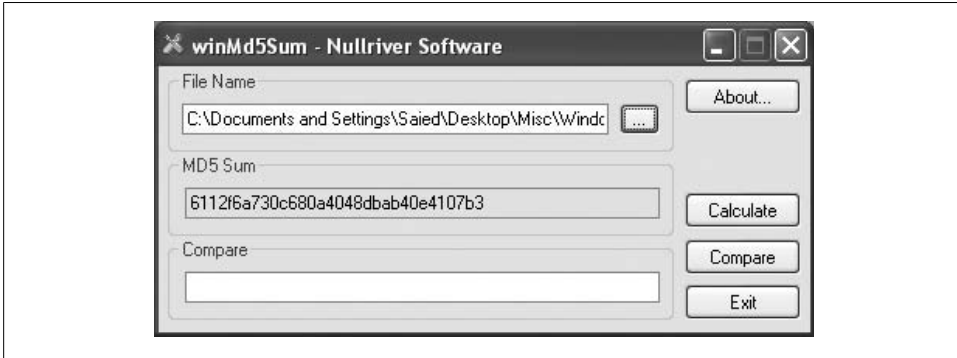 winMd5Sum - Nullriver Software
File Name
C:\Documents and Settings\Saied\Desktop\Misc\Windc
...
About...
MD5 Sum
6112f6a730c680a4048dbab40e4107b3
Calculate
Compare
Compare
Exit